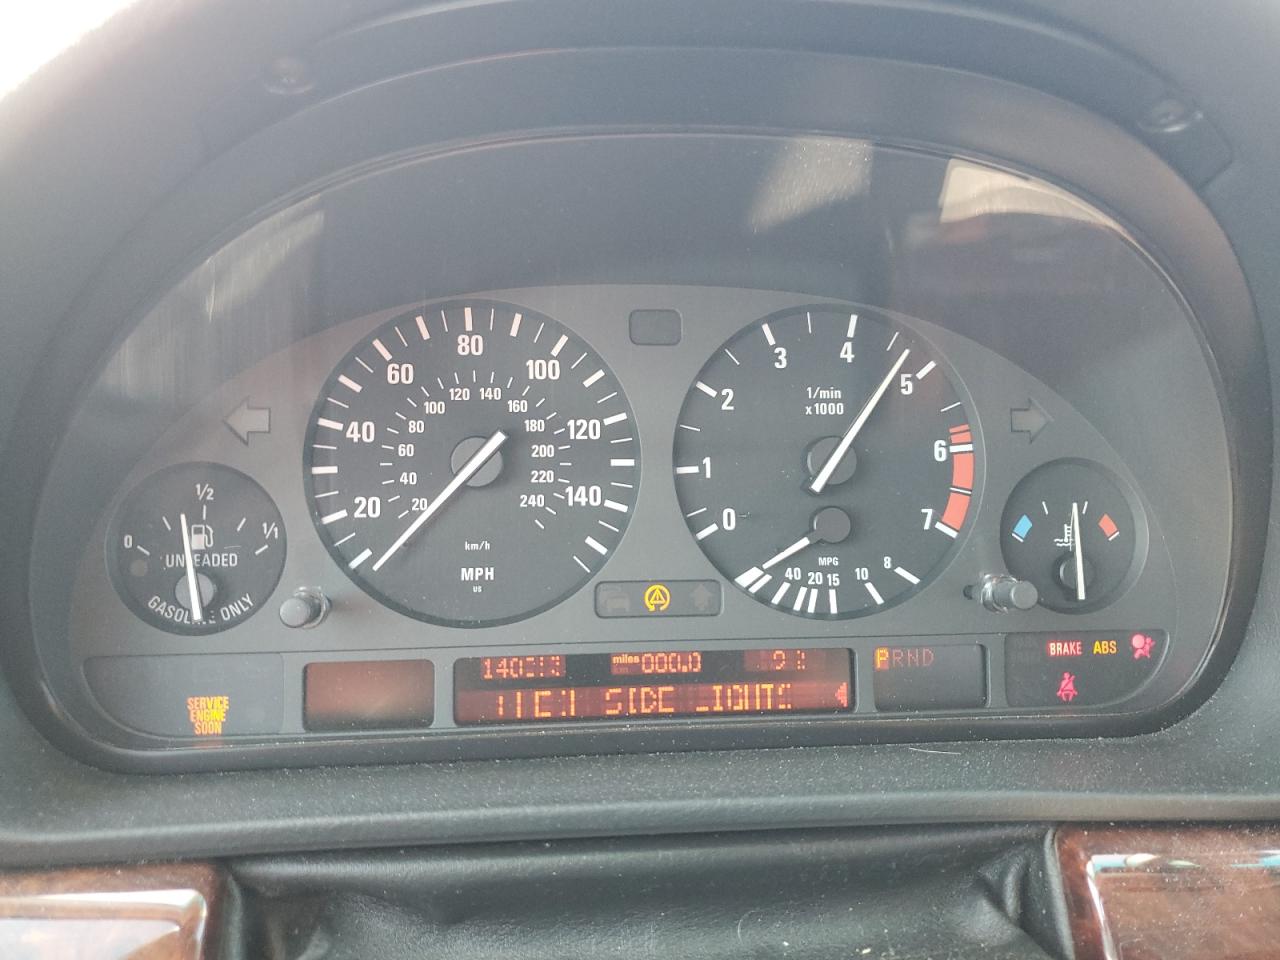 20 40 60 80 100 120 140
20 40 60 80 100 120 140 160 180 200 220 240
km/h
MPH
US
0 1 2 3 4 5 6 7
1/min
x1000
MPG
40 20 15 10 8
0 1/2 1/1
UNLEADED
GASOLINE ONLY
miles 000.0
SIDE
P R N D
BRAKE ABS
SERVICE
ENGINE
SOON